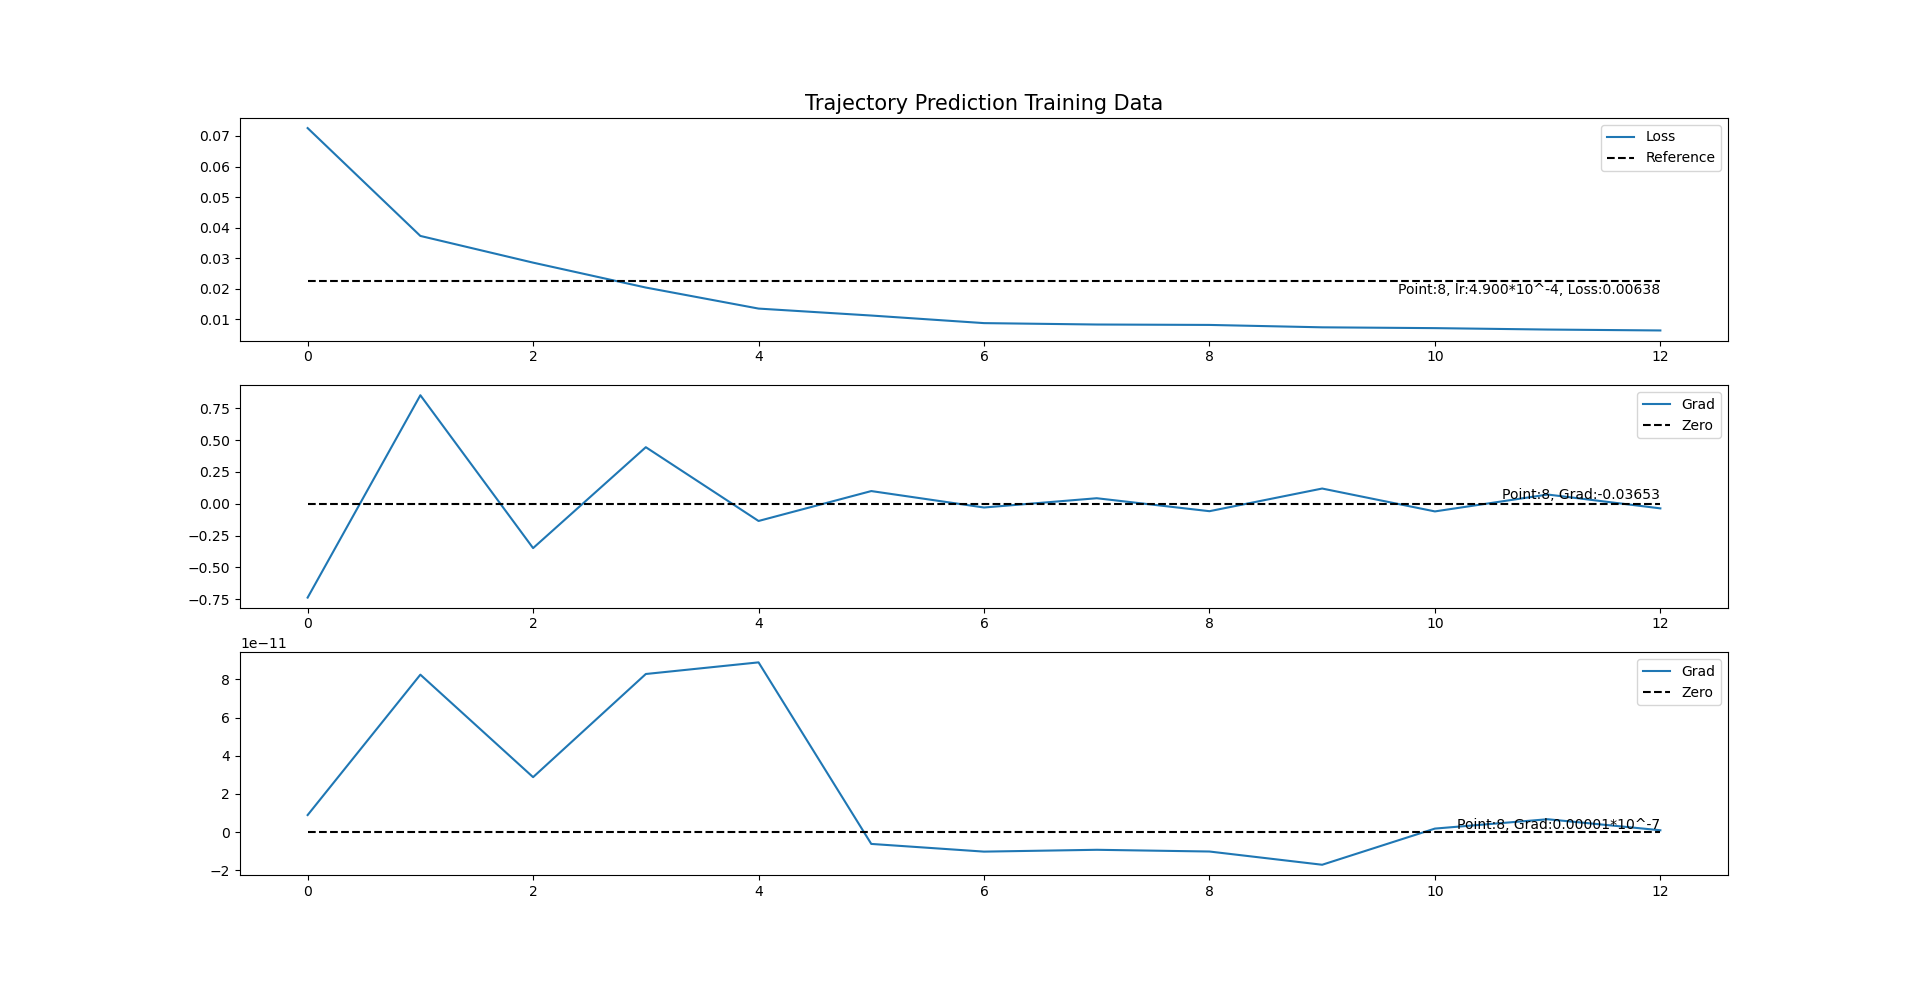 Trajectory Prediction Training Data
0.07
0.06
0.05
0.04
0.03
0.02
0.01
Loss
Reference
Point:8, lr:4.900*10^-4, Loss:0.00638
0 2 4 6 8 10 12
0.75
0.50
0.25
0.00
−0.25
−0.50
−0.75
Grad
Zero
Point:8, Grad:-0.03653
0 2 4 6 8 10 12
1e−11
8
6
4
2
0
−2
Grad
Zero
Point:8, Grad:0.00001*10^-7
0 2 4 6 8 10 12